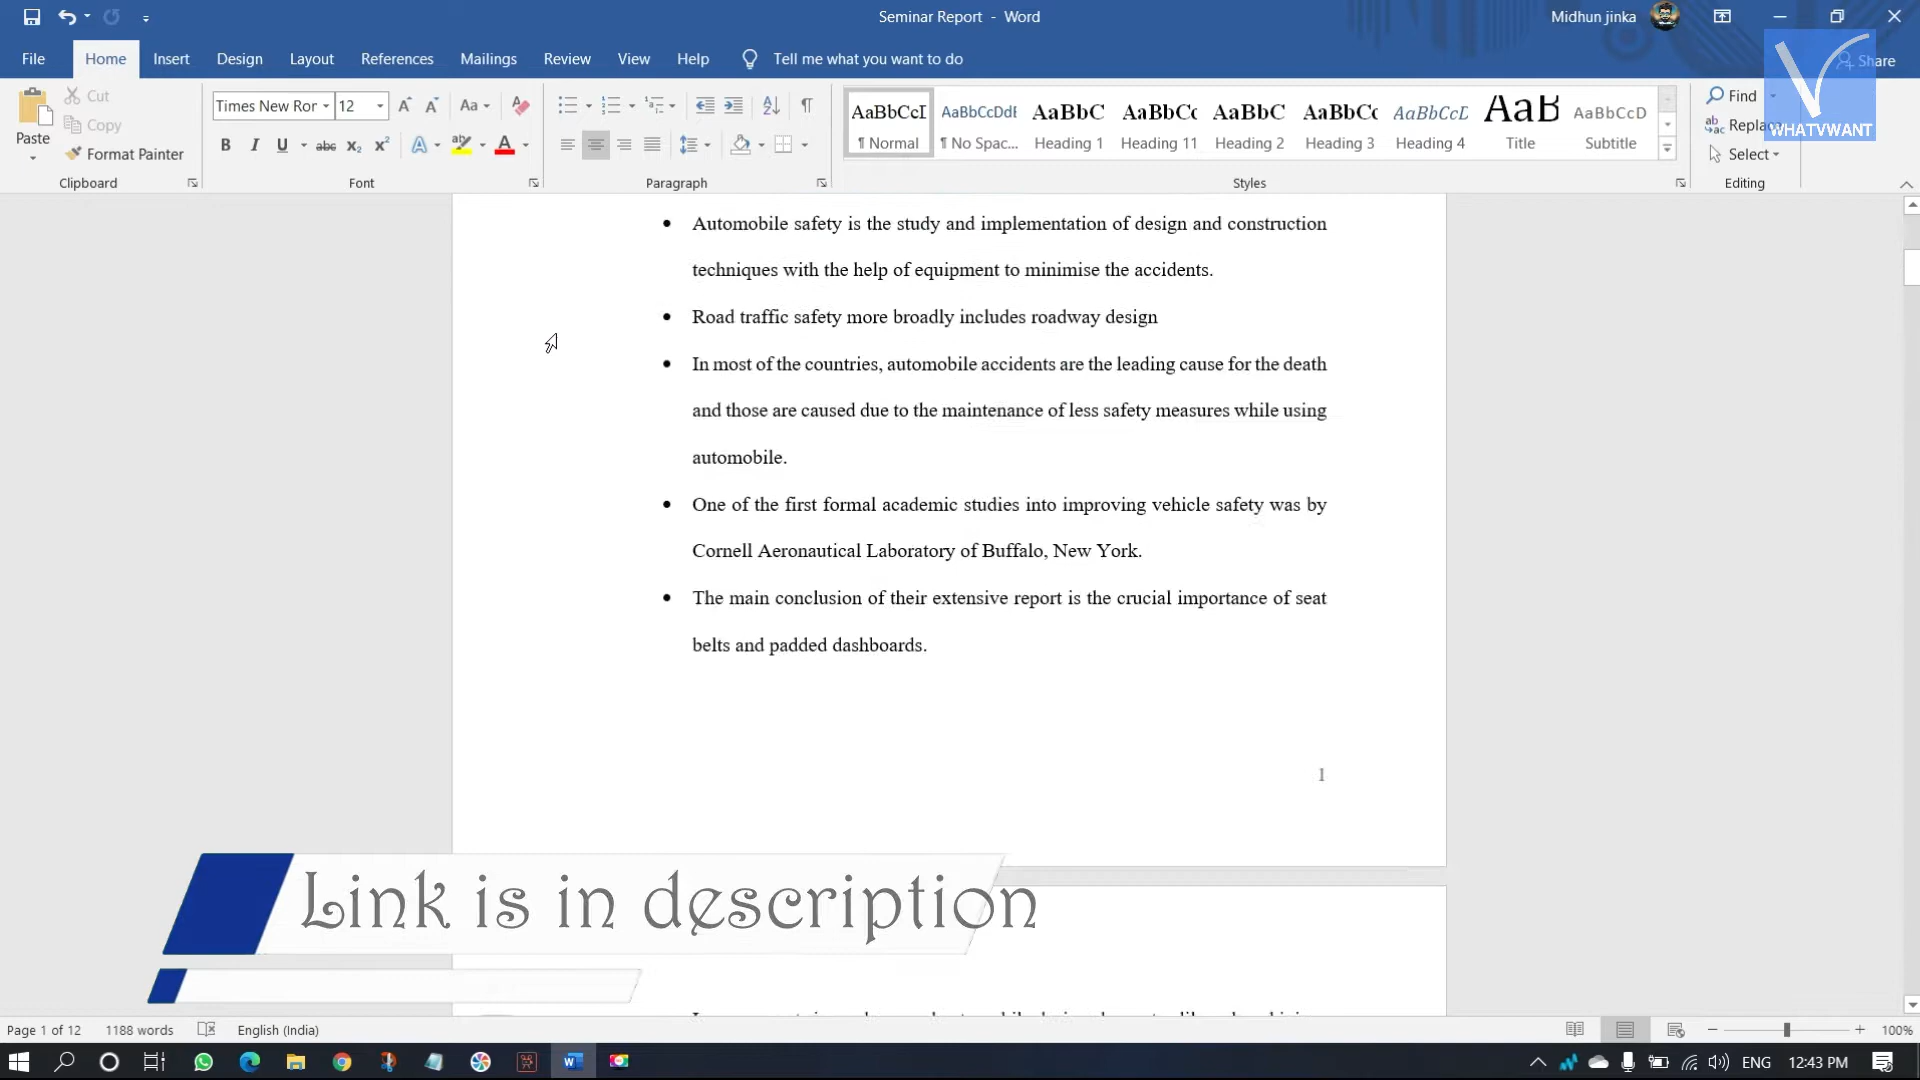 Seminar Report - Word
Midhun jinka
File Home Insert Design Layout References Mailings Review View Help Tell me what you want to do
Share
WHATVWANT
Paste
Cut
Copy
Format Painter
Clipboard
Times New Ror 12
Aa
B I U abc X₂ X²
A
Font
Paragraph
AaBbCcI AaBbCcDdE AaBbC AaBbCc AaBbC AaBbCc AaBbCcD AaB AaBbCcD
¶ Normal ¶ No Spac... Heading 1 Heading 11 Heading 2 Heading 3 Heading 4 Title Subtitle
Styles
Find
Replace
Select
Editing
• Automobile safety is the study and implementation of design and construction
techniques with the help of equipment to minimise the accidents.
• Road traffic safety more broadly includes roadway design
• In most of the countries, automobile accidents are the leading cause for the death
and those are caused due to the maintenance of less safety measures while using
automobile.
• One of the first formal academic studies into improving vehicle safety was by
Cornell Aeronautical Laboratory of Buffalo, New York.
• The main conclusion of their extensive report is the crucial importance of seat
belts and padded dashboards.
1
Link is in description
Page 1 of 12 1188 words English (India)
100%
ENG 12:43 PM